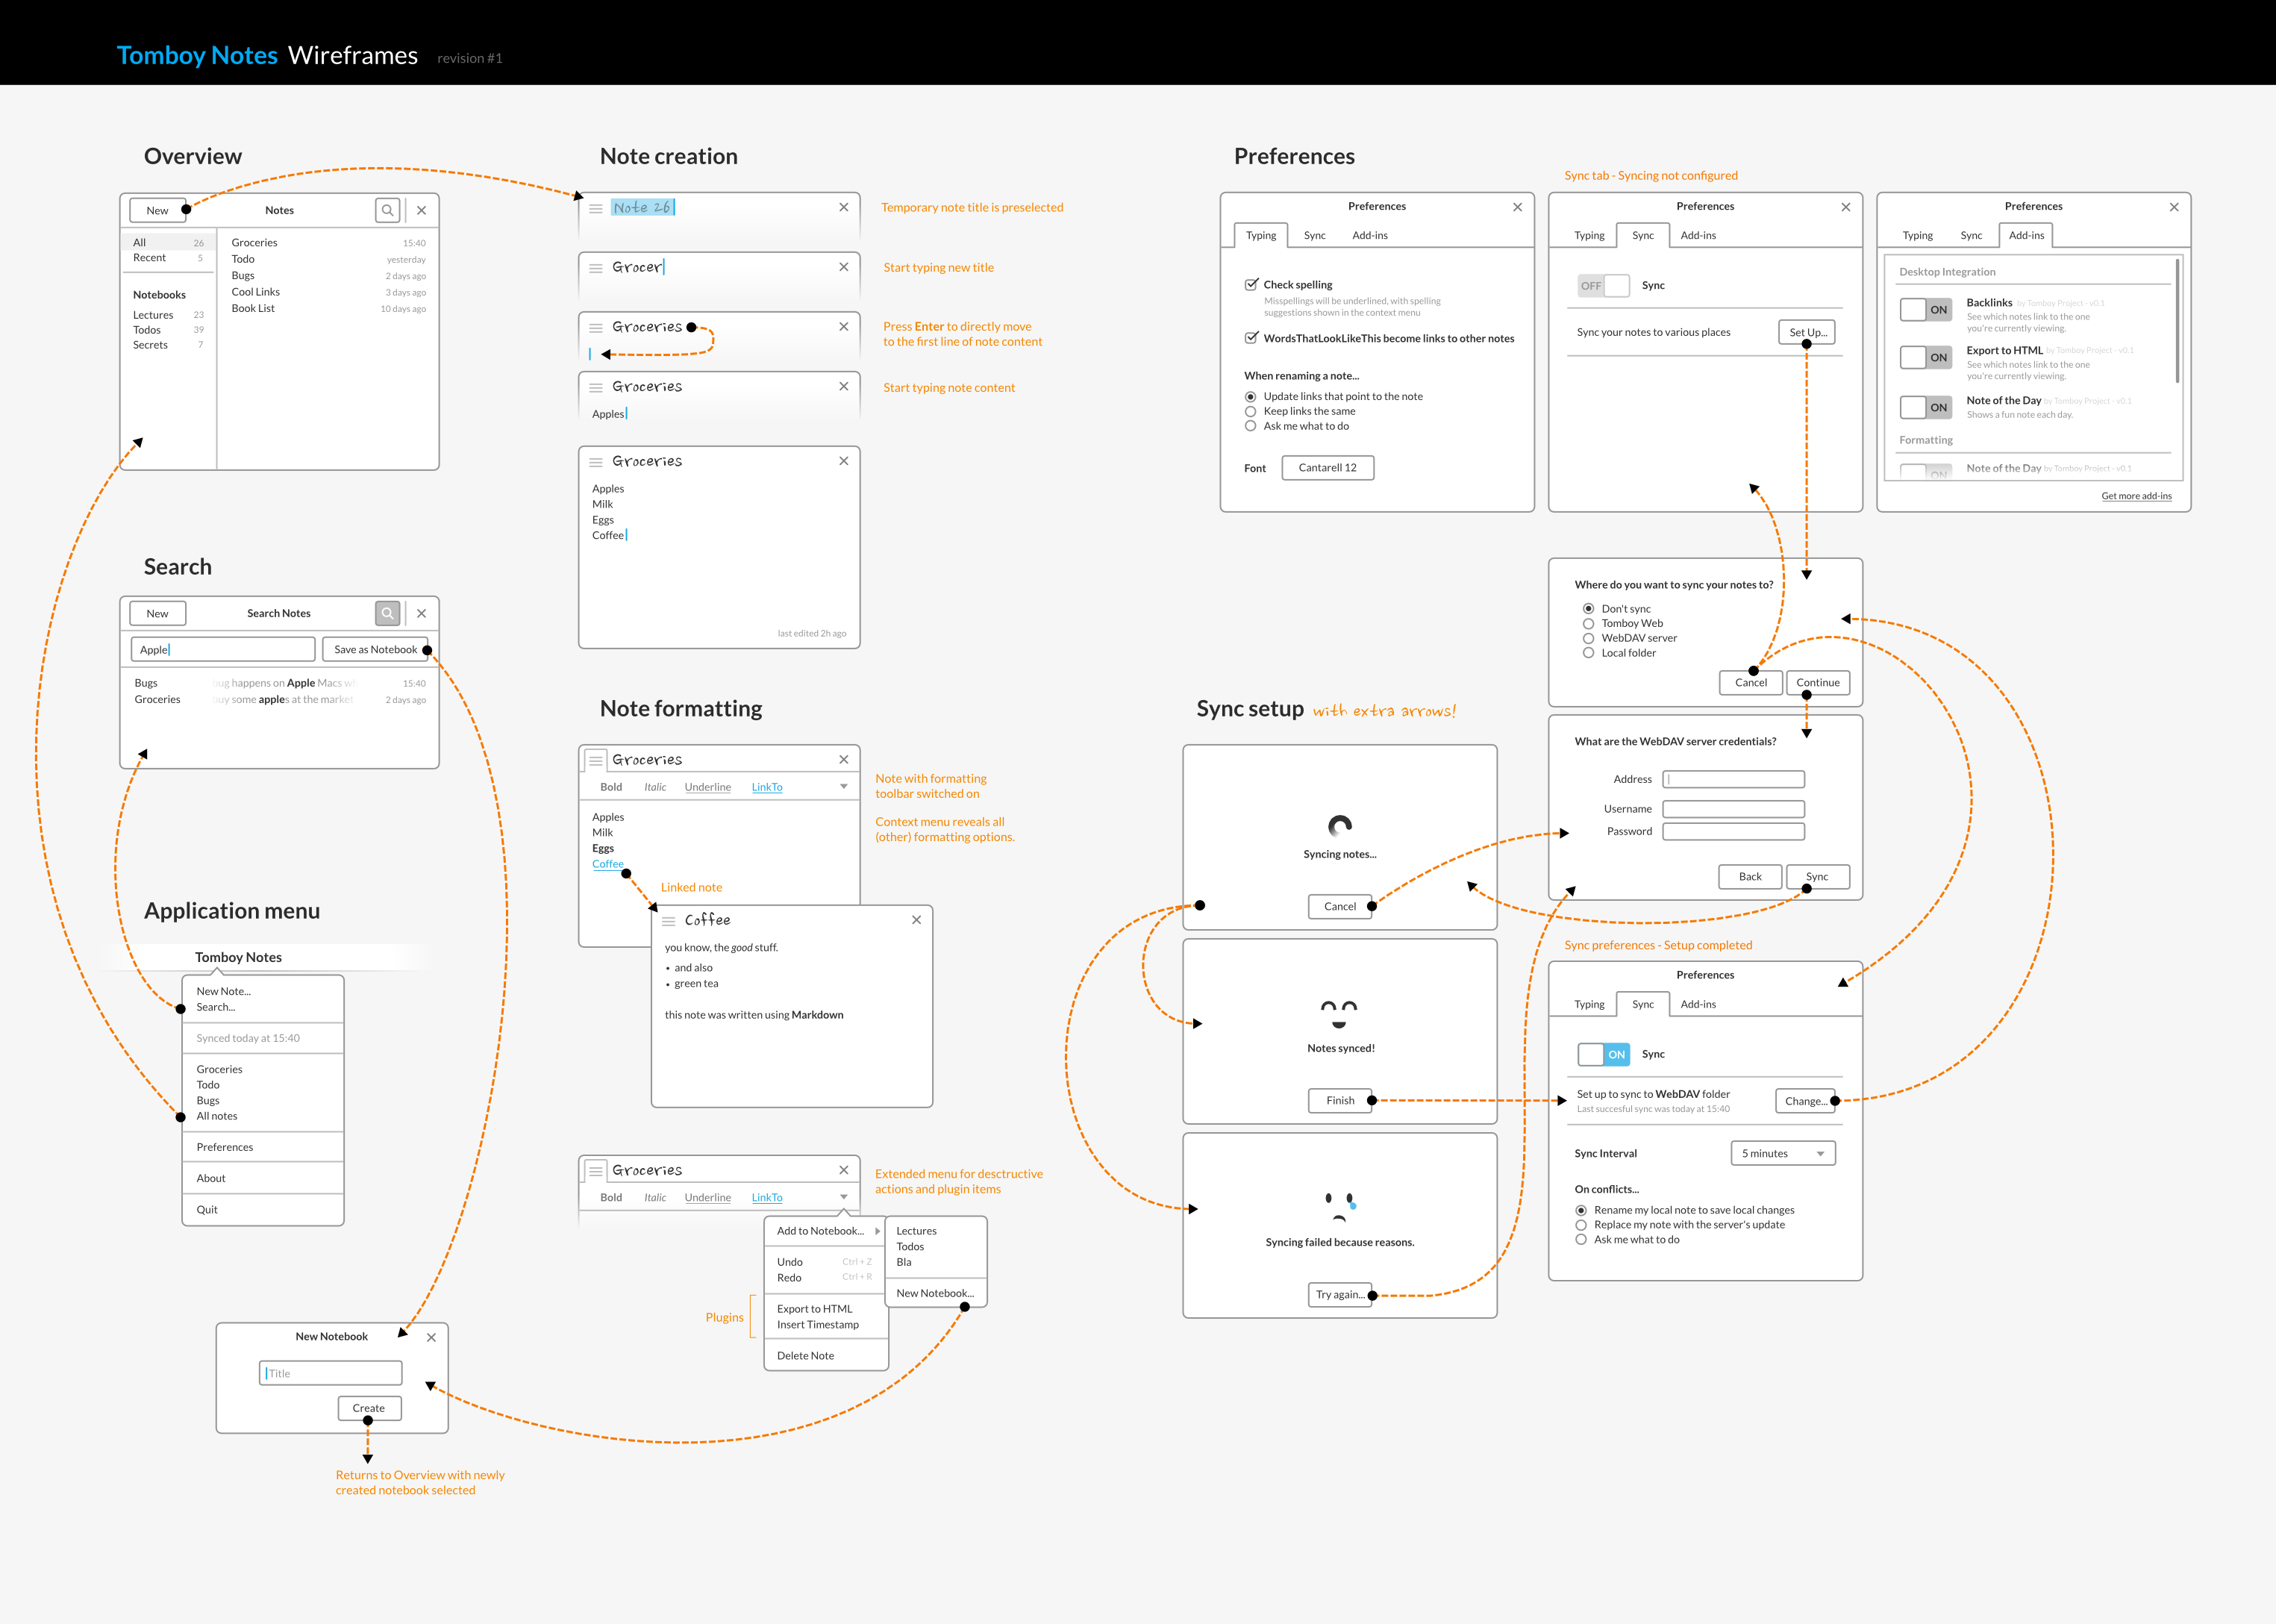 Tomboy Notes Wireframes revision #1
Overview
New Notes
All 26
Recent 5
Notebooks
Lectures 23
Todos 39
Secrets 7
Groceries 15:40
Todo yesterday
Bugs 2 days ago
Cool Links 3 days ago
Book List 10 days ago
Search
New Search Notes
Apple Save as Notebook
Bugs bug happens on Apple Macs wi 15:40
Groceries buy some apples at the market 2 days ago
Application menu
Tomboy Notes
New Note...
Search...
Synced today at 15:40
Groceries
Todo
Bugs
All notes
Preferences
About
Quit
New Notebook
Title
Create
Returns to Overview with newly
created notebook selected
Note creation
Note 26
Temporary note title is preselected
Grocer
Start typing new title
Groceries
Press Enter to directly move
to the first line of note content
Groceries
Apples
Start typing note content
Groceries
Apples
Milk
Eggs
Coffee
last edited 2h ago
Note formatting
Groceries
Bold Italic Underline LinkTo
Apples
Milk
Eggs
Coffee
Note with formatting
toolbar switched on
Context menu reveals all
(other) formatting options.
Linked note
Coffee
you know, the good stuff.
• and also
• green tea
this note was written using Markdown
Groceries
Bold Italic Underline LinkTo
Extended menu for desctructive
actions and plugin items
Add to Notebook...
Undo Ctrl + Z
Redo Ctrl + R
Plugins
Export to HTML
Insert Timestamp
Delete Note
Lectures
Todos
Bla
New Notebook...
Preferences
Preferences
Typing Sync Add-ins
Check spelling
Misspellings will be underlined, with spelling
suggestions shown in the context menu
WordsThatLookLikeThis become links to other notes
When renaming a note...
Update links that point to the note
Keep links the same
Ask me what to do
Font Cantarell 12
Sync tab - Syncing not configured
Preferences
Typing Sync Add-ins
OFF Sync
Sync your notes to various places Set Up...
Preferences
Typing Sync Add-ins
Desktop Integration
ON Backlinks by Tomboy Project - v0.1
See which notes link to the one
you're currently viewing.
ON Export to HTML by Tomboy Project - v0.1
See which notes link to the one
you're currently viewing.
ON Note of the Day by Tomboy Project - v0.1
Shows a fun note each day.
Formatting
ON Note of the Day by Tomboy Project - v0.1
Get more add-ins
Where do you want to sync your notes to?
Don't sync
Tomboy Web
WebDAV server
Local folder
Cancel Continue
What are the WebDAV server credentials?
Address
Username
Password
Back Sync
Sync setup with extra arrows!
Syncing notes...
Cancel
Notes synced!
Finish
Syncing failed because reasons.
Try again...
Sync preferences - Setup completed
Preferences
Typing Sync Add-ins
ON Sync
Set up to sync to WebDAV folder
Last succesful sync was today at 15:40
Change...
Sync Interval 5 minutes
On conflicts...
Rename my local note to save local changes
Replace my note with the server's update
Ask me what to do